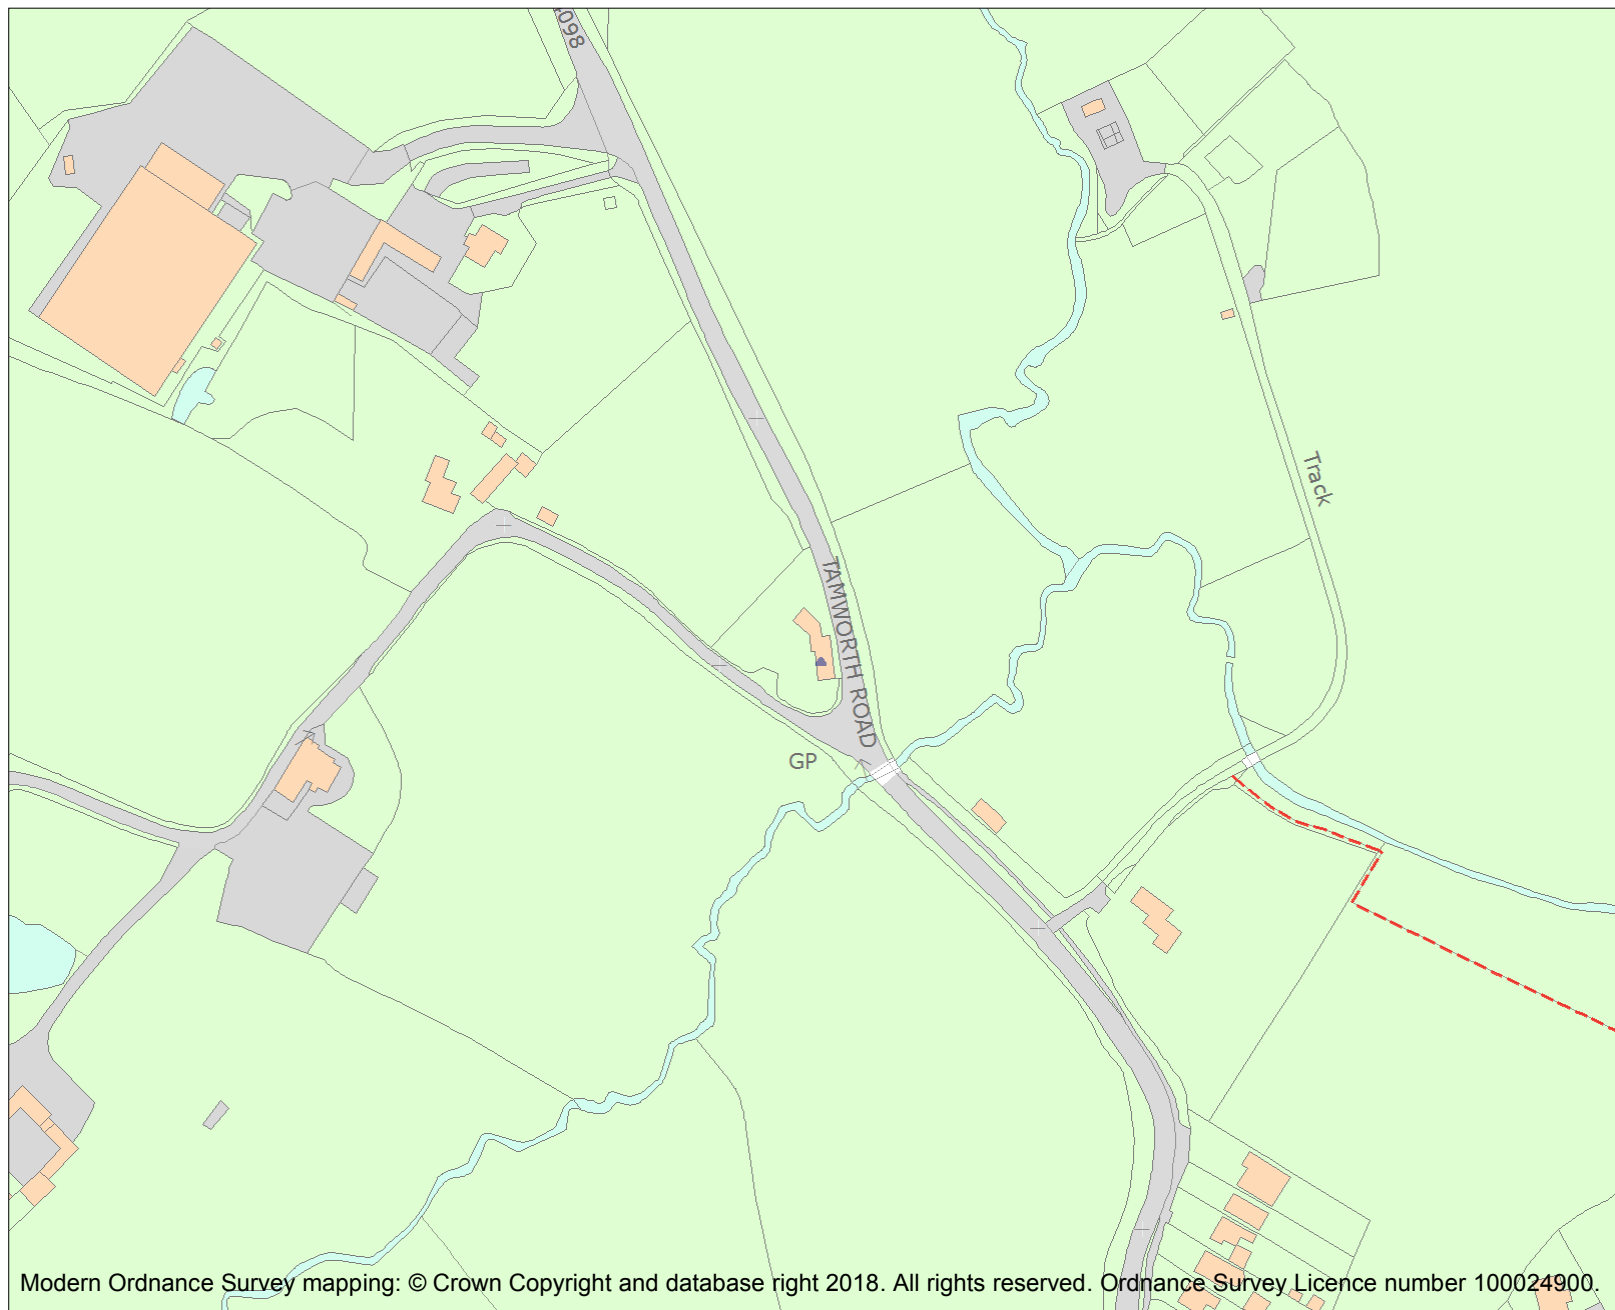 4098
Track
TAMWORTH ROAD
GP
Modern Ordnance Survey mapping: © Crown Copyright and database right 2018. All rights reserved. Ordnance Survey Licence number 100024900.